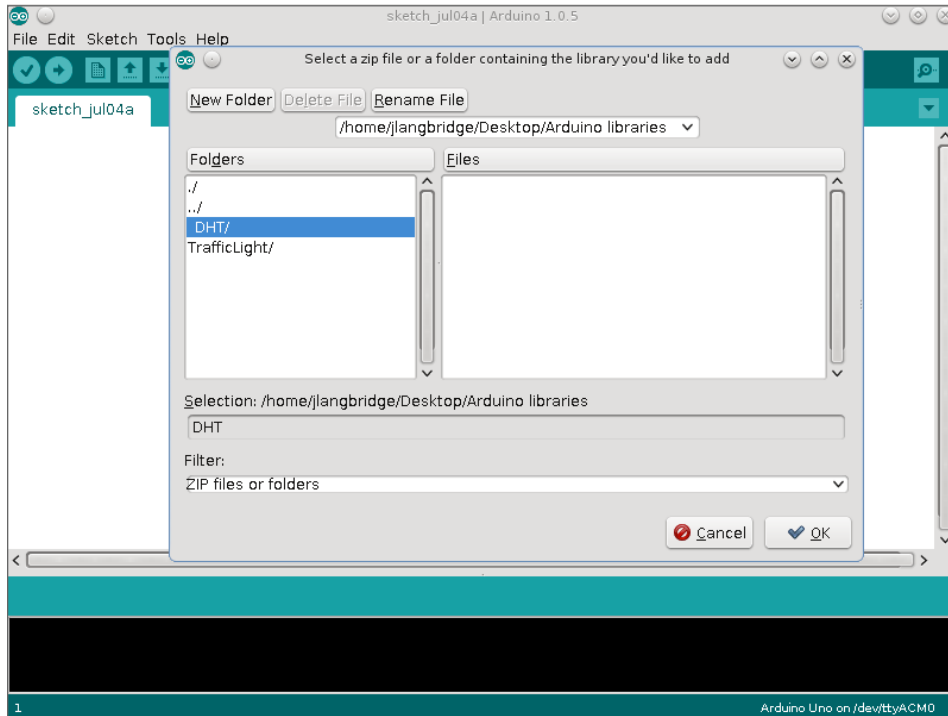 sketch_jul04a | Arduino 1.0.5
File Edit Sketch Tools Help
Select a zip file or a folder containing the library you'd like to add
sketch_jul04a
New Folder Delete File Rename File
/home/jlangbridge/Desktop/Arduino libraries
Folders Files
./
../
DHT/
TrafficLight/
Selection: /home/jlangbridge/Desktop/Arduino libraries
DHT
Filter:
ZIP files or folders
Cancel OK
1 Arduino Uno on /dev/ttyACM0